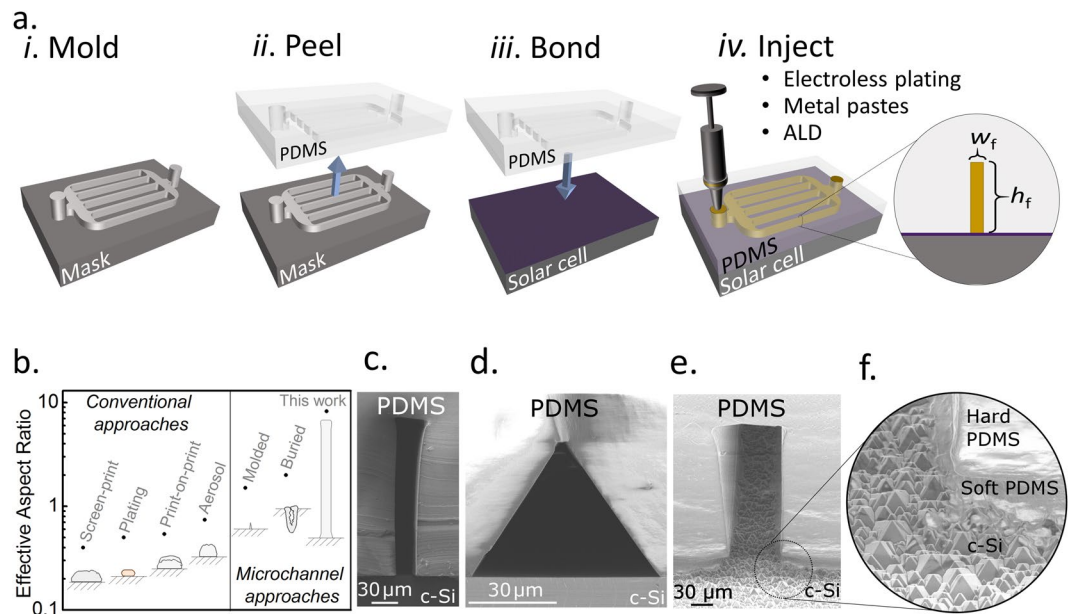 a.
i. Mold
ii. Peel
iii. Bond
iv. Inject
• Electroless plating
• Metal pastes
• ALD
PDMS
PDMS
wf
hf
Mask
Mask
Solar cell
PDMS
Solar cell
b.
c.
d.
e.
f.
Effective Aspect Ratio
10
1
0.1
Conventional
approaches
This work
Screen-print
Plating
Print-on-print
Aerosol
Molded
Buried
Microchannel
approaches
PDMS
30 µm
c-Si
PDMS
30 µm
c-Si
PDMS
30 µm
c-Si
Hard
PDMS
Soft PDMS
c-Si